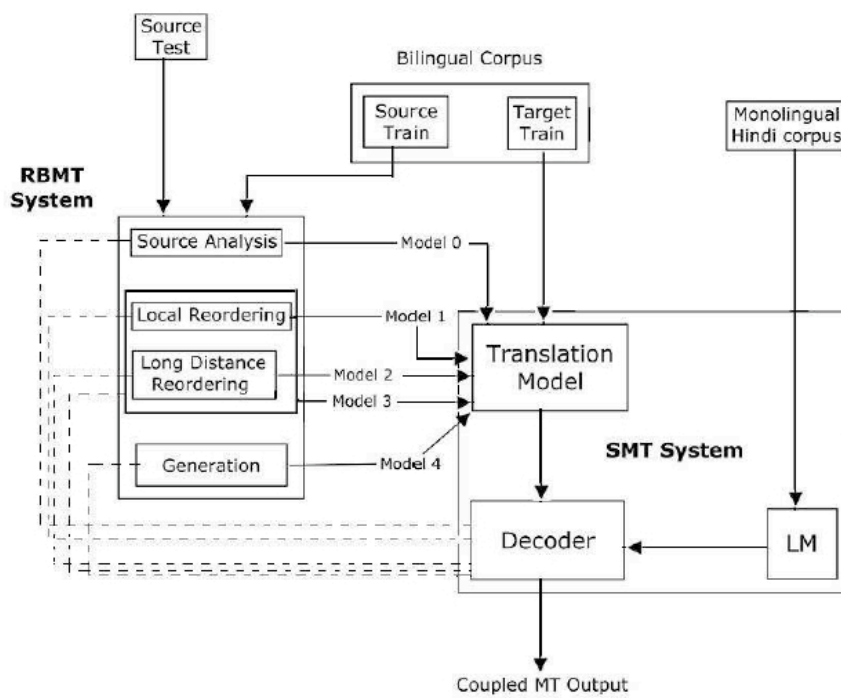 Source
Test
Bilingual Corpus
Source
Train
Target
Train
Monolingual
Hindi corpus
RBMT
System
Source Analysis
Model 0
Local Reordering
Model 1
Long Distance
Reordering
Model 2
Model 3
Generation
Model 4
Translation
Model
SMT System
Decoder
LM
Coupled MT Output